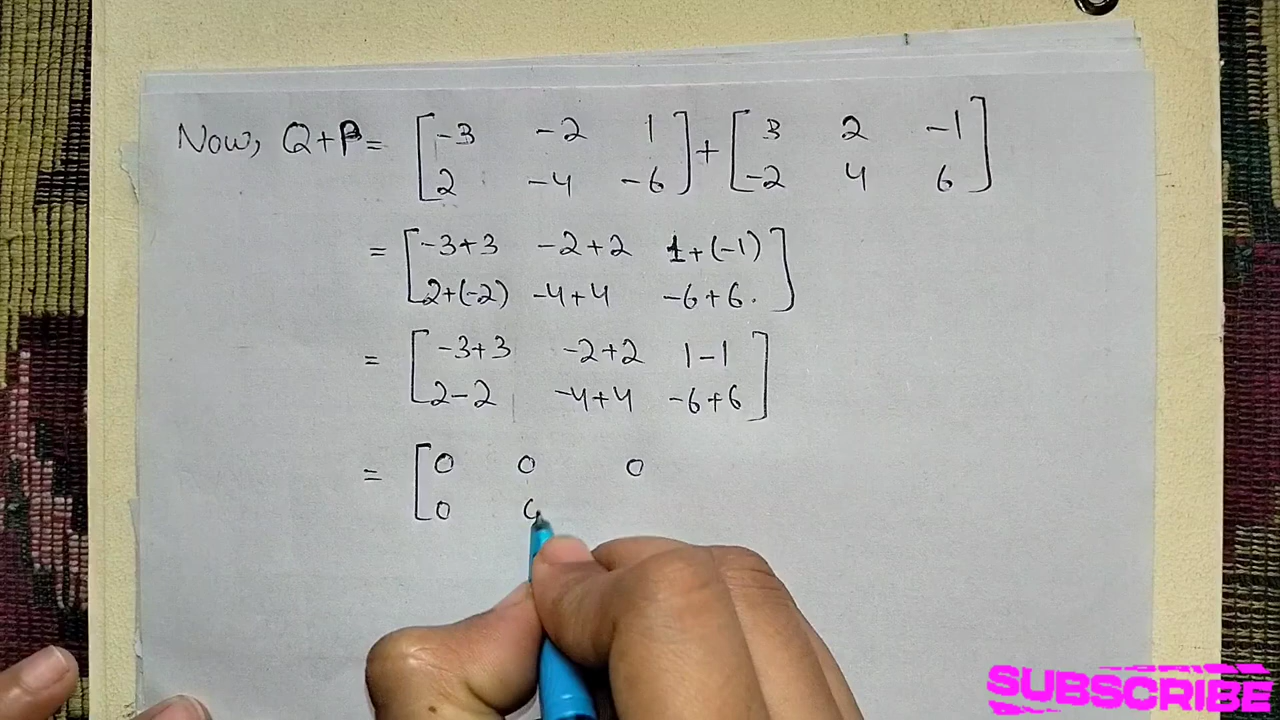 Now, Q+P = [ -3 -2 1 ] + [ 3 2 -1 ]
[ 2 -4 -6 ] [ -2 4 6 ]
= [ -3+3 -2+2 1+(-1) ]
[ 2+(-2) -4+4 -6+6. ]
= [ -3+3 -2+2 1-1 ]
[ 2-2 -4+4 -6+6 ]
= [ 0 0 0
[ 0
SUBSCRIBE